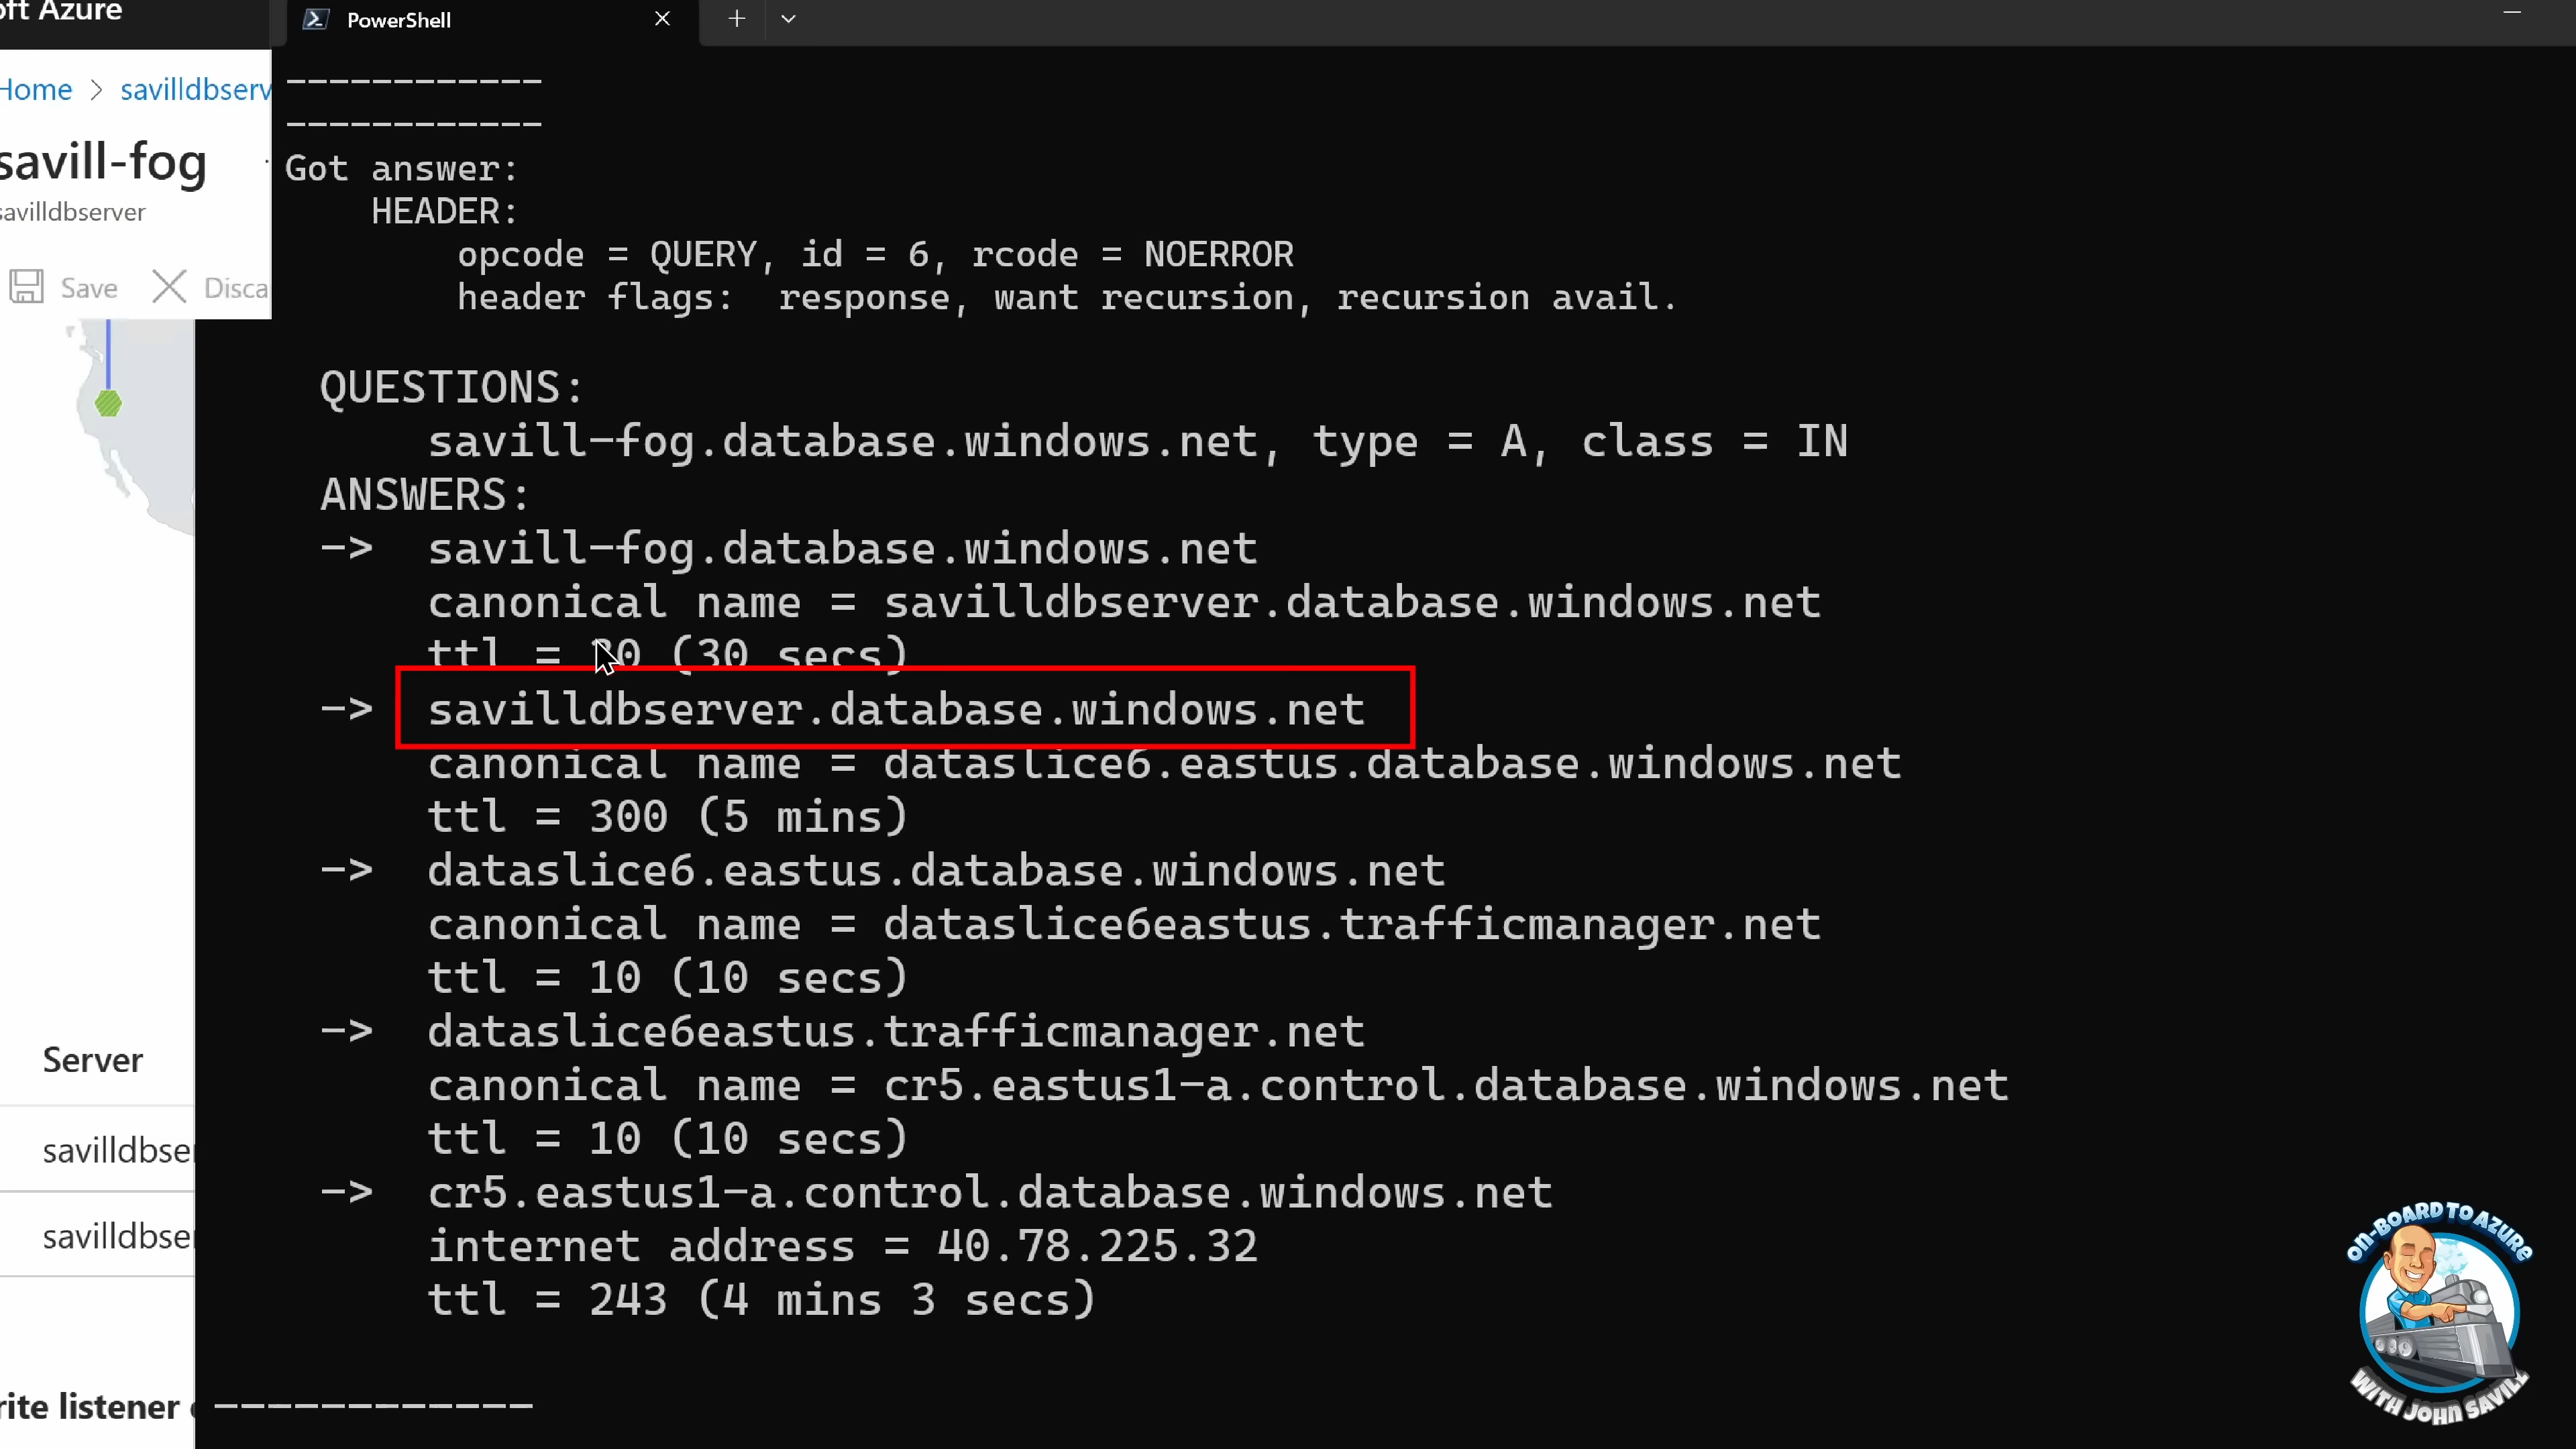 oft Azure
PowerShell
Home > savilldbserv
savill-fog
savilldbserver
Save Disca
------------
------------
Got answer:
HEADER:
opcode = QUERY, id = 6, rcode = NOERROR
header flags:  response, want recursion, recursion avail.
QUESTIONS:
savill-fog.database.windows.net, type = A, class = IN
ANSWERS:
->  savill-fog.database.windows.net
canonical name = savilldbserver.database.windows.net
ttl = 30 (30 secs)
->  savilldbserver.database.windows.net
canonical name = dataslice6.eastus.database.windows.net
ttl = 300 (5 mins)
->  dataslice6.eastus.database.windows.net
canonical name = dataslice6eastus.trafficmanager.net
ttl = 10 (10 secs)
->  dataslice6eastus.trafficmanager.net
canonical name = cr5.eastus1-a.control.database.windows.net
ttl = 10 (10 secs)
->  cr5.eastus1-a.control.database.windows.net
internet address = 40.78.225.32
ttl = 243 (4 mins 3 secs)
------------
Server
savilldbser
savilldbser
rite listener
ON-BOARD TO AZURE
WITH JOHN SAVILL